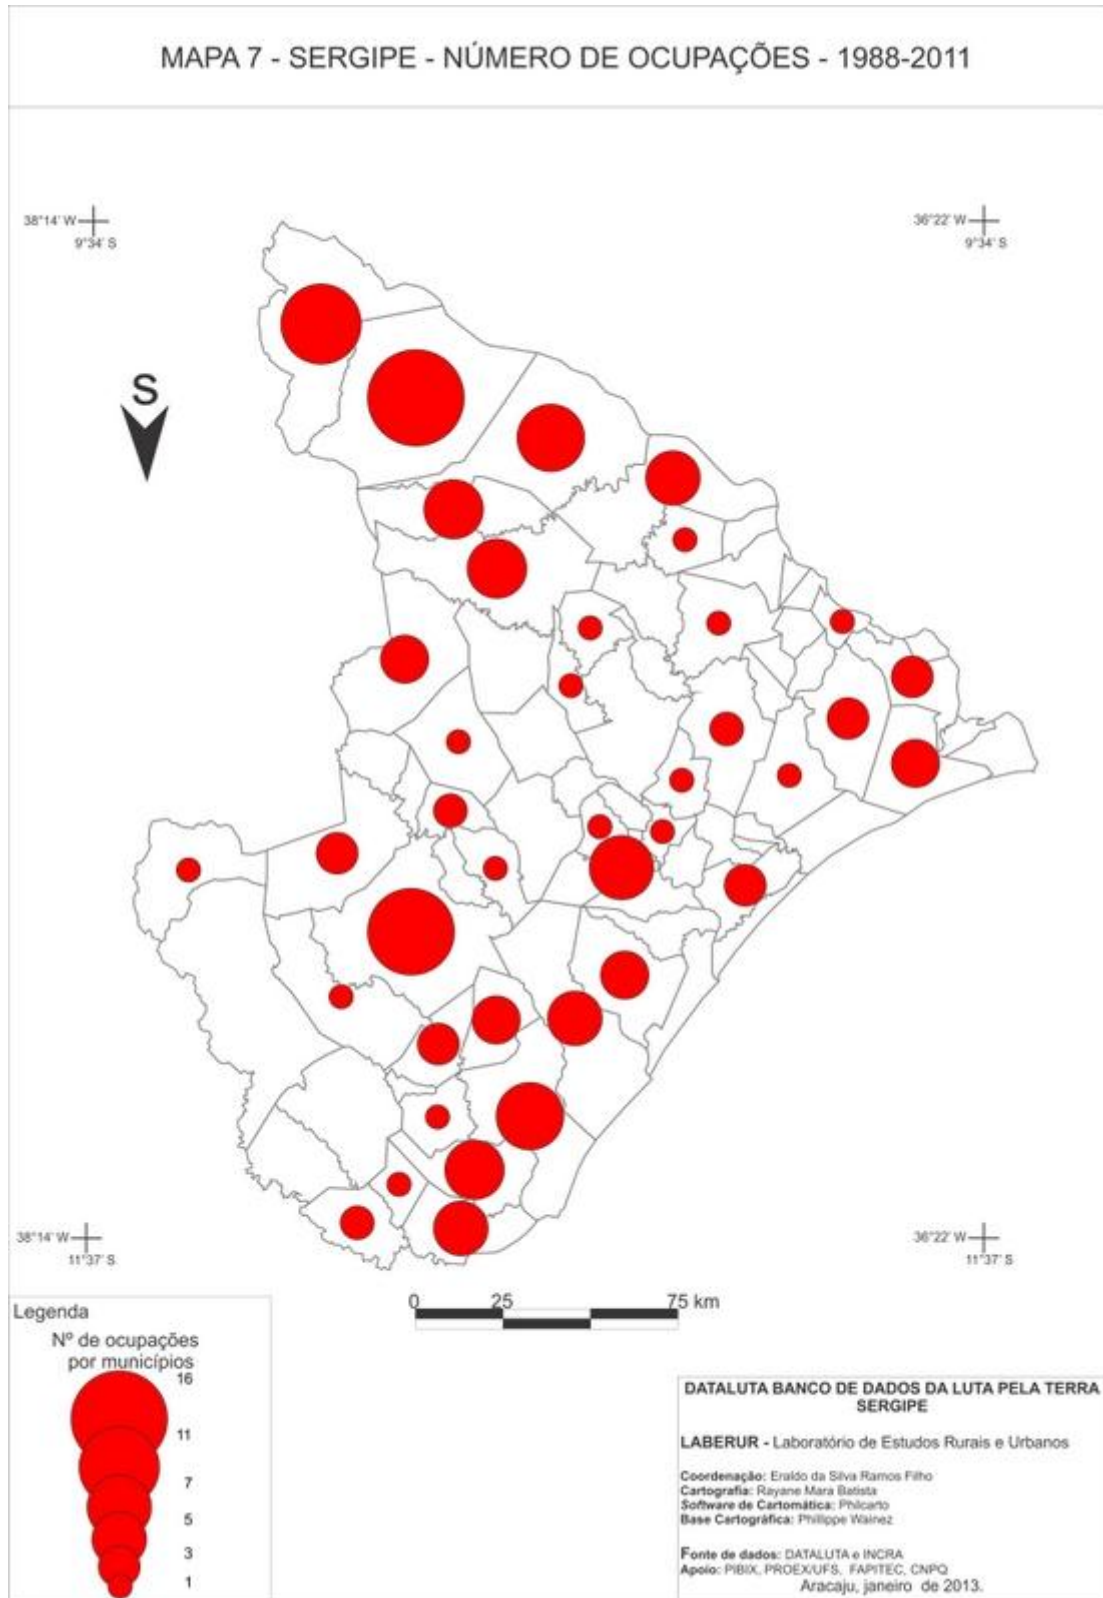 MAPA 7 - SERGIPE - NÚMERO DE OCUPAÇÕES - 1988-2011
38°14' W
9°34' S
36°22' W
9°34' S
S
38°14' W
11°37' S
36°22' W
11°37' S
0 25 75 km
Legenda
Nº de ocupações
por municípios
16
11
7
5
3
1
DATALUTA BANCO DE DADOS DA LUTA PELA TERRA
SERGIPE
LABERUR - Laboratório de Estudos Rurais e Urbanos
Coordenação: Eraldo da Silva Ramos Filho
Cartografia: Rayane Mara Batista
Software de Cartomática: Philcarto
Base Cartográfica: Phillippe Wainez
Fonte de dados: DATALUTA e INCRA
Apoio: PIBIX, PROEX/UFS, FAPITEC, CNPQ
Aracaju, janeiro de 2013.